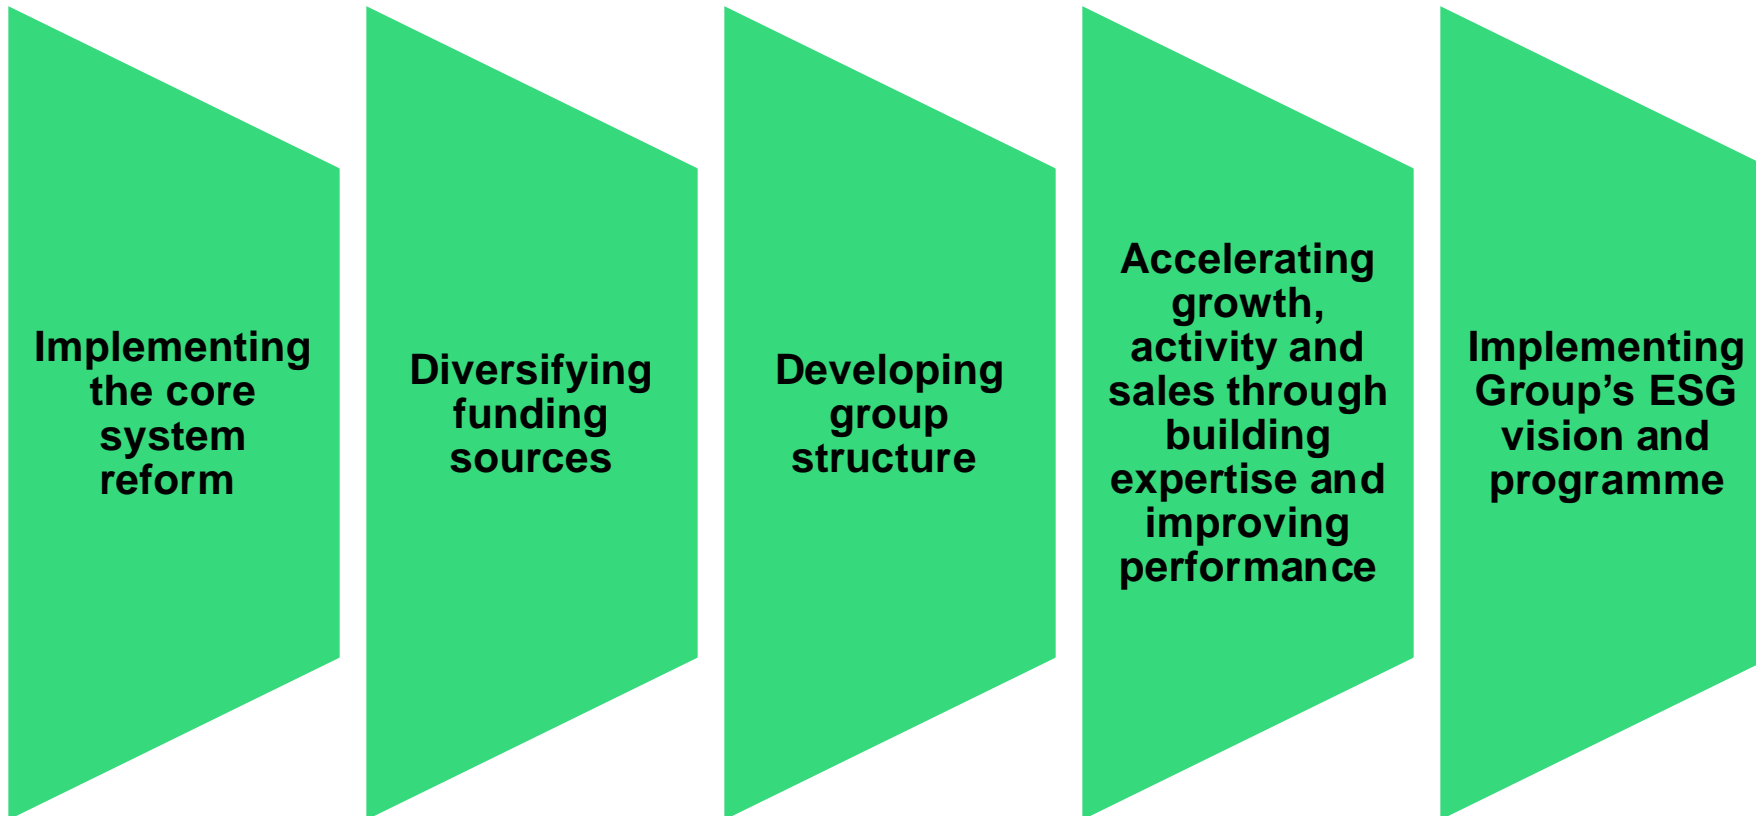 Implementing
the core
system
reform
Diversifying
funding
sources
Developing
group
structure
Accelerating
growth,
activity and
sales through
building
expertise and
improving
performance
Implementing
Group’s ESG
vision and
programme